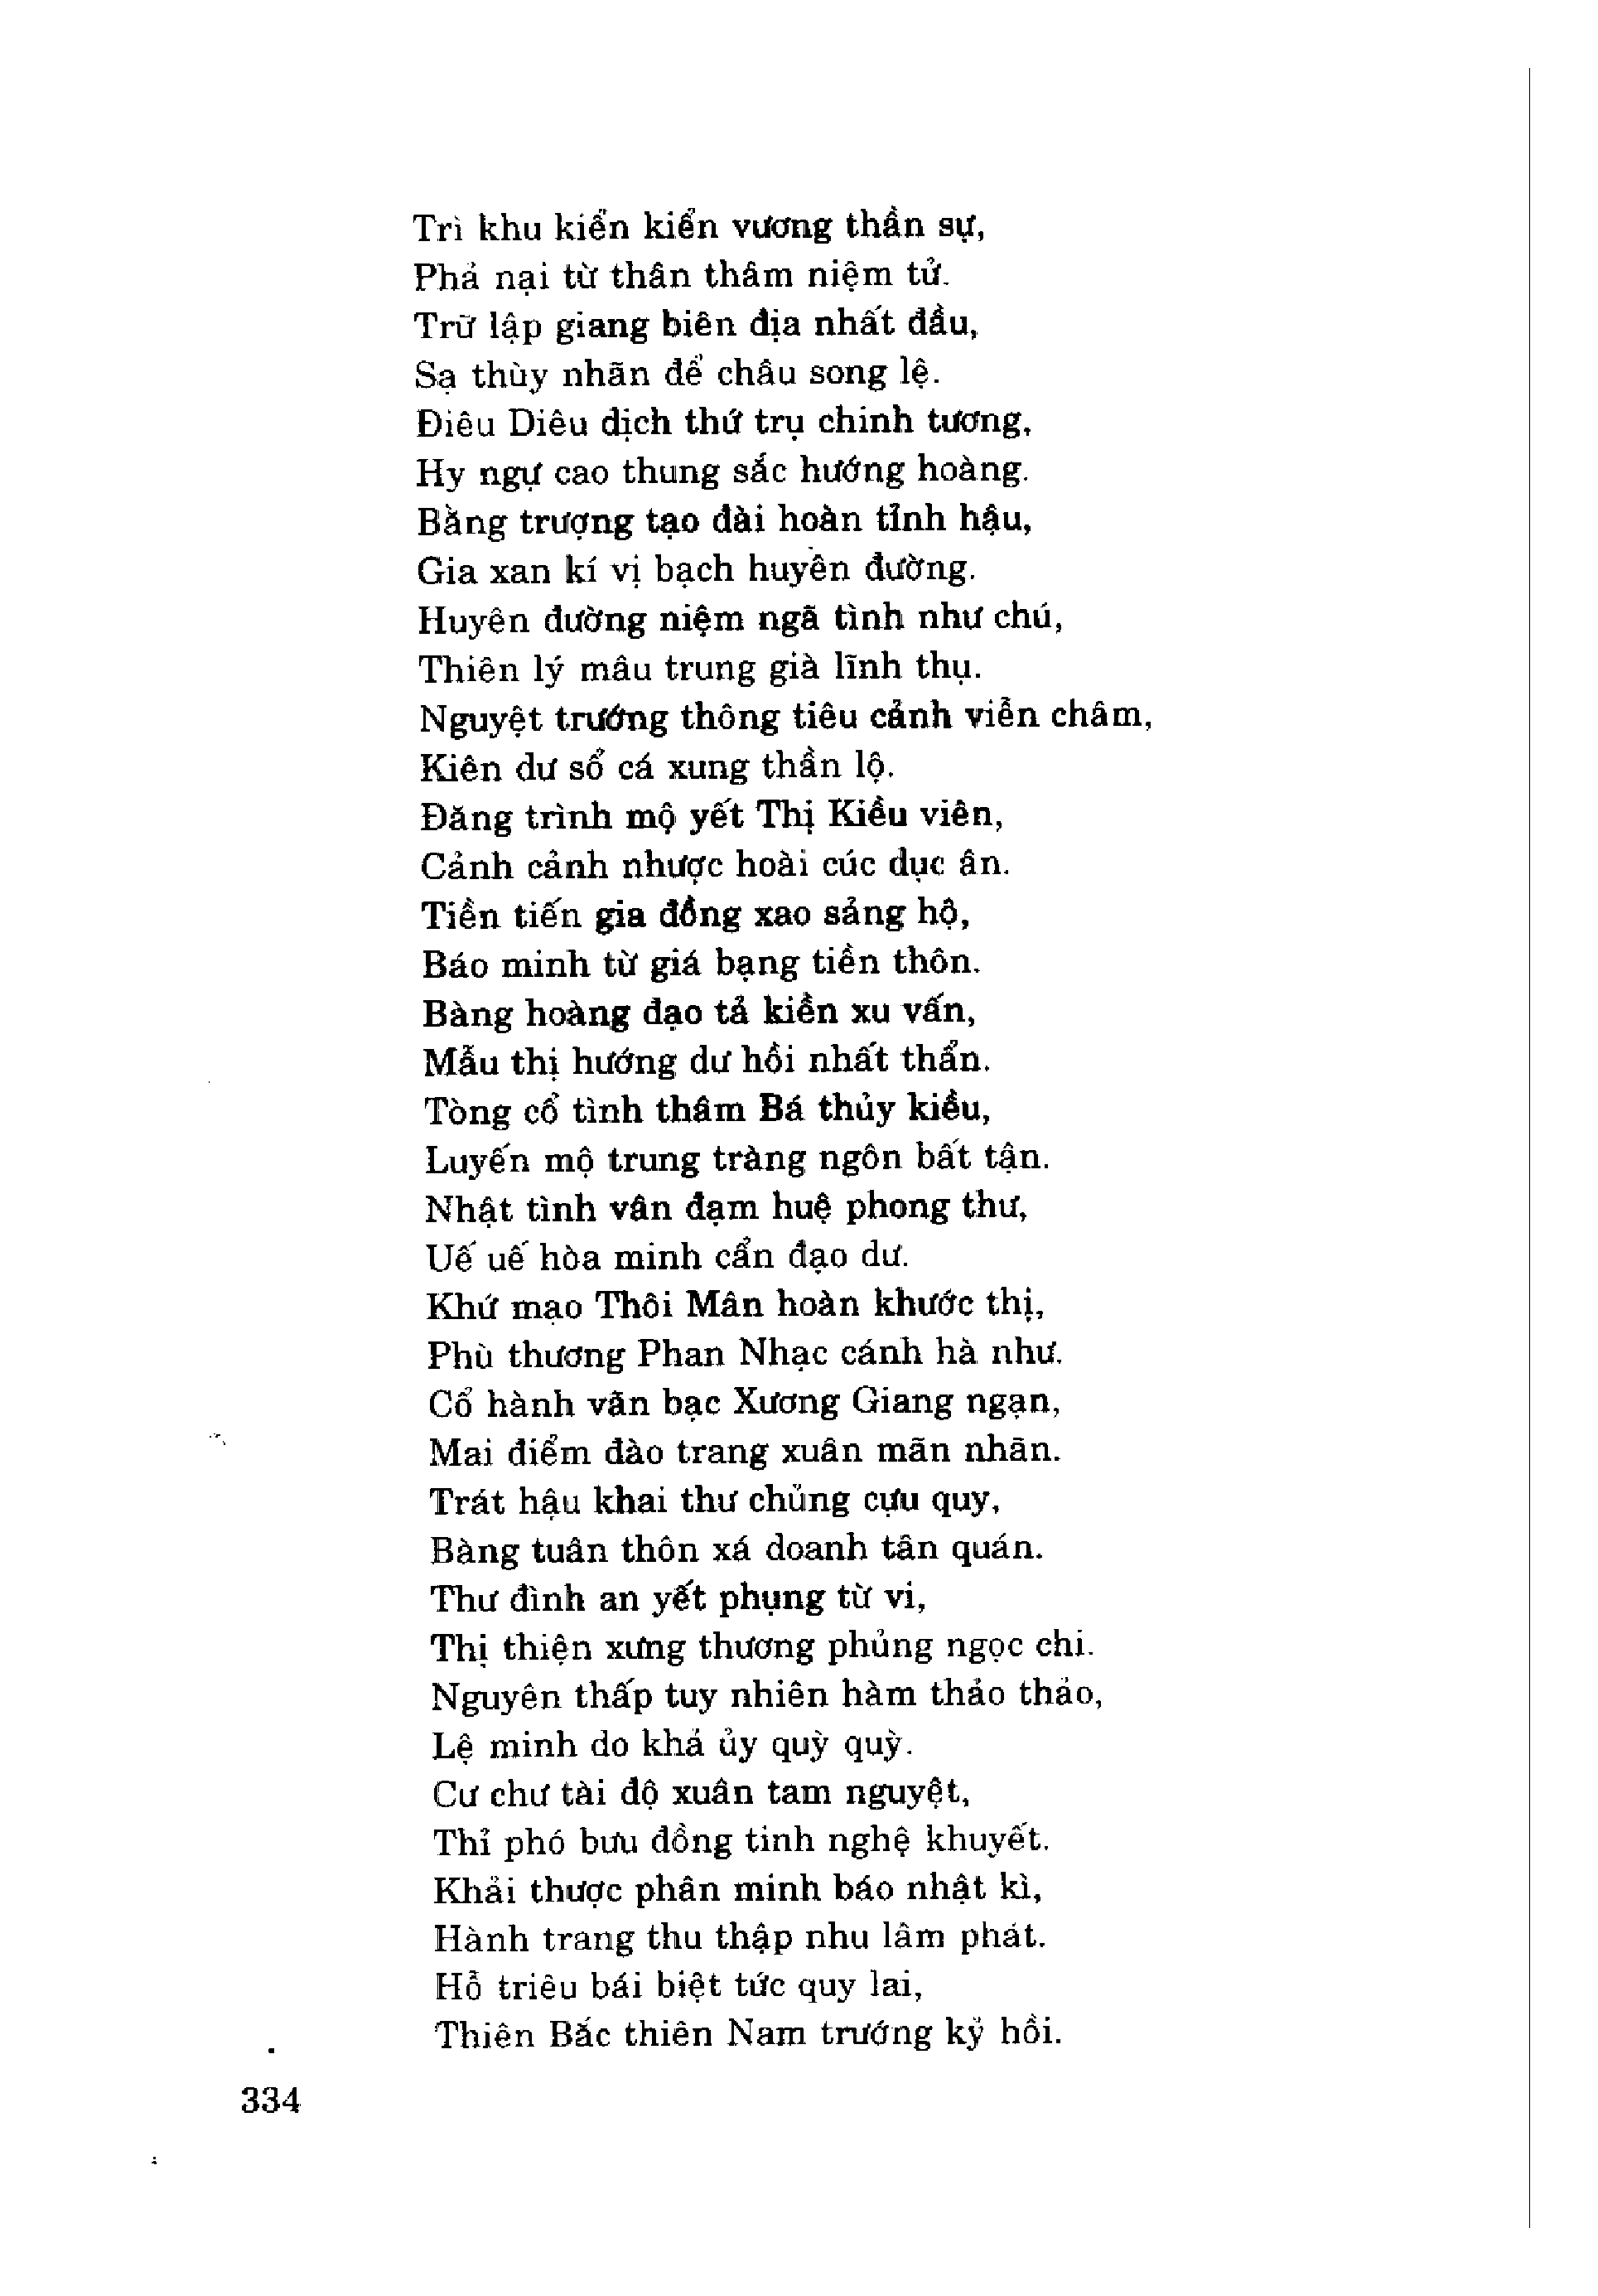 Trì khu kiển kiển vương thần sự,
Phả nại từ thân thâm niệm tử.
Trữ lập giang biên địa nhất đầu,
Sạ thùy nhãn để châu song lệ.
Điêu Diêu dịch thứ trụ chinh tương,
Hy ngự cao thung sắc hướng hoàng.
Bằng trượng tạo đài hoàn tỉnh hậu,
Gia xan kí vị bạch huyên đường.
Huyên đường niệm ngã tình như chú,
Thiên lý mâu trung già lĩnh thụ.
Nguyệt trướng thông tiêu cảnh viễn châm,
Kiên dư sổ cá xung thần lộ.
Đăng trình mộ yết Thị Kiều viên,
Cảnh cảnh nhược hoài cúc dục ân.
Tiền tiến gia đồng xao sảng hộ,
Báo minh từ giá bạng tiền thôn.
Bàng hoàng đạo tả kiền xu vấn,
Mẫu thị hướng dư hồi nhất thẩn.
Tòng cổ tình thâm Bá thủy kiều,
Luyến mộ trung tràng ngôn bất tận.
Nhật tình vân đạm huệ phong thư,
Uế uế hòa minh cẩn đạo dư.
Khứ mạo Thôi Mân hoàn khước thị,
Phù thương Phan Nhạc cánh hà như.
Cổ hành vãn bạc Xương Giang ngạn,
Mai điểm đào trang xuân mãn nhãn.
Trát hậu khai thư chủng cựu quy,
Bàng tuân thôn xá doanh tân quán.
Thư đình an yết phụng từ vi,
Thị thiện xưng thương phủng ngọc chi.
Nguyên thấp tuy nhiên hàm thảo thảo,
Lệ minh do khả ủy quỳ quỳ.
Cư chư tài độ xuân tam nguyệt,
Thỉ phó bưu đồng tinh nghệ khuyết.
Khải thược phân minh báo nhật kì,
Hành trang thu thập nhu lâm phát.
Hỗ triêu bái biệt tức quy lai,
Thiên Bắc thiên Nam trướng kỷ hồi.
334